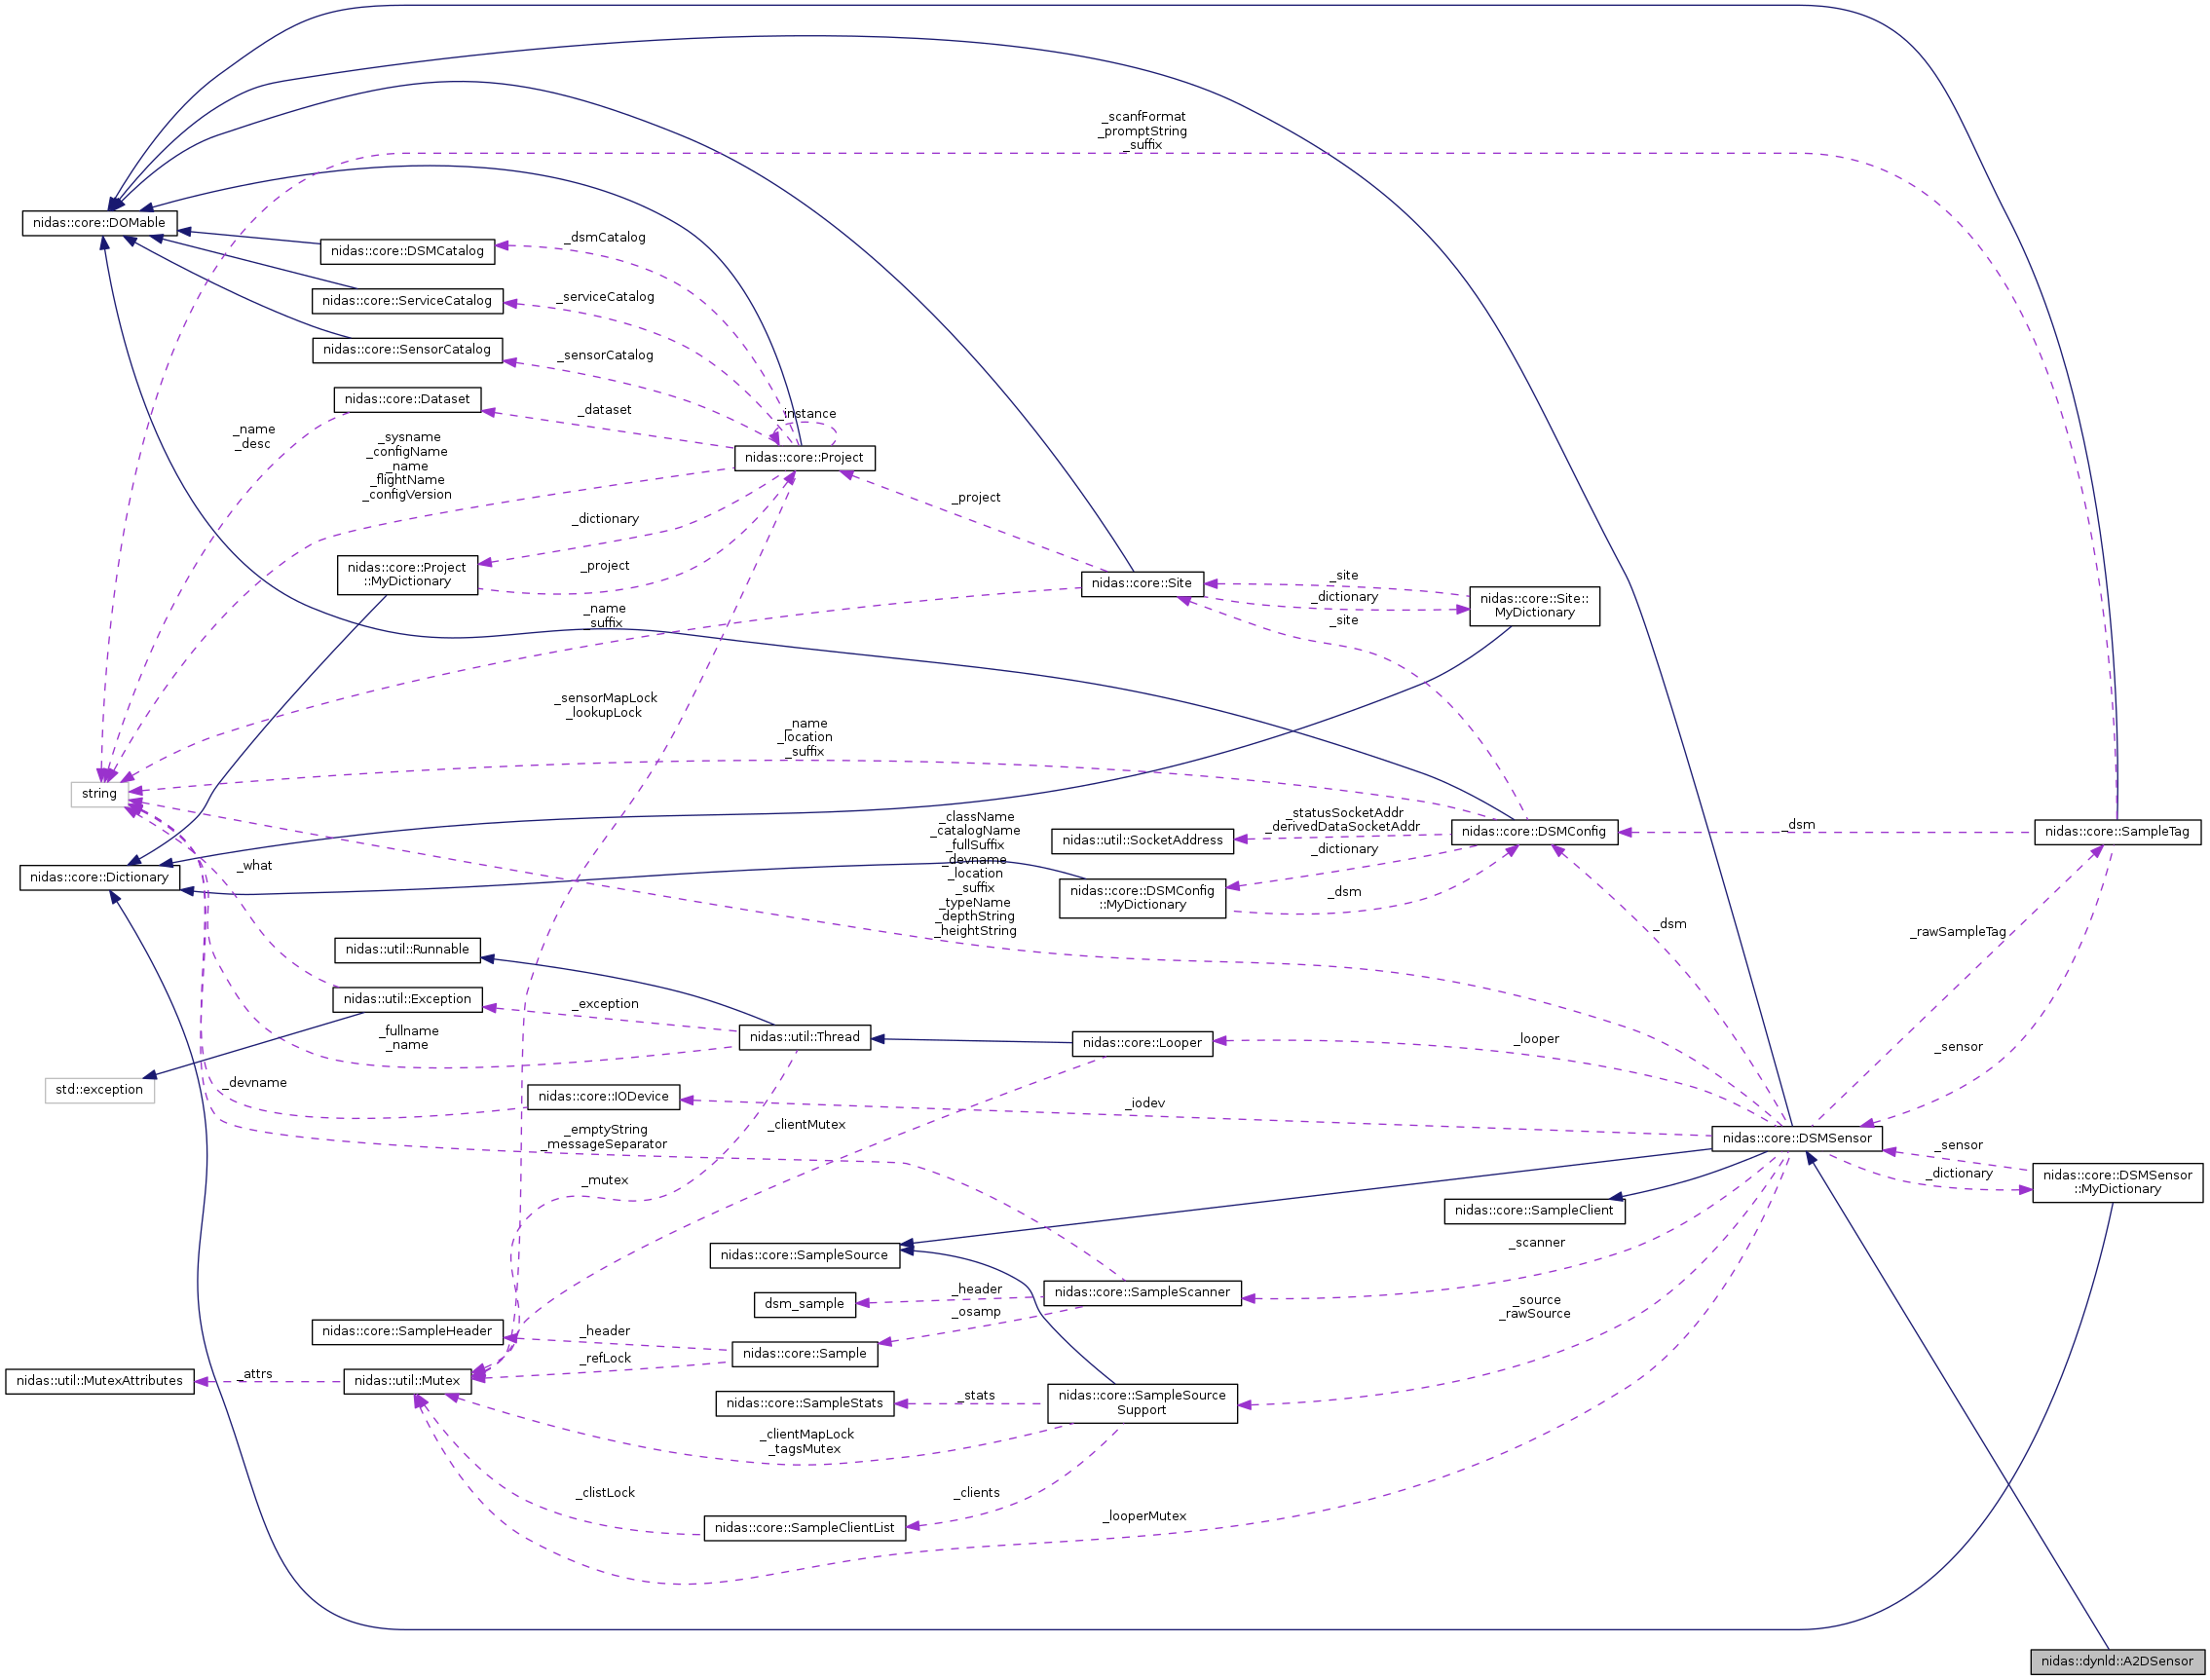 _scanfFormat
_promptString
_suffix
nidas::core::DOMable
nidas::core::DSMCatalog
_dsmCatalog
nidas::core::ServiceCatalog
_serviceCatalog
nidas::core::SensorCatalog
_sensorCatalog
nidas::core::Dataset
_dataset
_instance
_name
_desc
_sysname
_configName
_name
_flightName
_configVersion
nidas::core::Project
_project
_dictionary
nidas::core::Project
::MyDictionary
_project
nidas::core::Site
_site
_dictionary
_site
nidas::core::Site::
MyDictionary
_name
_suffix
_sensorMapLock
_lookupLock
_name
_location
_suffix
string
_className
_catalogName
_fullSuffix
_devname
_location
_suffix
_typeName
_depthString
_heightString
nidas::util::SocketAddress
_statusSocketAddr
_derivedDataSocketAddr
_dictionary
nidas::core::DSMConfig
_dsm
nidas::core::SampleTag
_what
nidas::core::Dictionary
nidas::core::DSMConfig
::MyDictionary
_dsm
_dsm
_rawSampleTag
nidas::util::Runnable
nidas::util::Exception
_exception
_fullname
_name
nidas::util::Thread
nidas::core::Looper
_looper
_sensor
std::exception
_devname
nidas::core::IODevice
_iodev
_emptyString
_messageSeparator
_clientMutex
nidas::core::DSMSensor
_sensor
_dictionary
nidas::core::DSMSensor
::MyDictionary
_mutex
nidas::core::SampleClient
nidas::core::SampleSource
_scanner
dsm_sample
_header
_osamp
nidas::core::SampleScanner
_source
_rawSource
nidas::core::SampleHeader
_header
_refLock
nidas::core::Sample
nidas::util::MutexAttributes
_attrs
nidas::util::Mutex
nidas::core::SampleStats
_stats
nidas::core::SampleSource
Support
_clientMapLock
_tagsMutex
_clistLock
_clients
nidas::core::SampleClientList
_looperMutex
nidas::dynld::A2DSensor